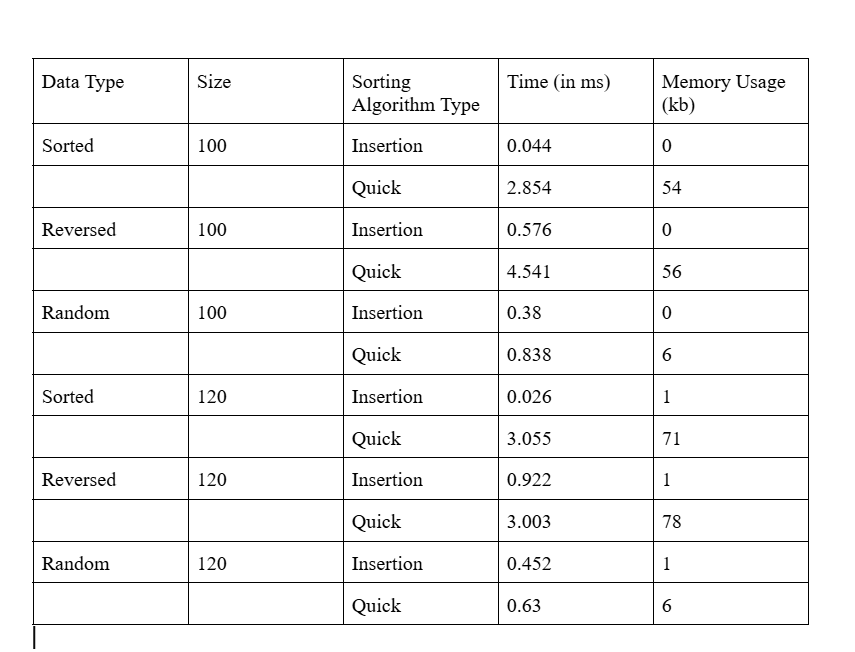 Data Type Size Sorting Algorithm Type Time (in ms) Memory Usage (kb)
Sorted 100 Insertion 0.044 0
Quick 2.854 54
Reversed 100 Insertion 0.576 0
Quick 4.541 56
Random 100 Insertion 0.38 0
Quick 0.838 6
Sorted 120 Insertion 0.026 1
Quick 3.055 71
Reversed 120 Insertion 0.922 1
Quick 3.003 78
Random 120 Insertion 0.452 1
Quick 0.63 6